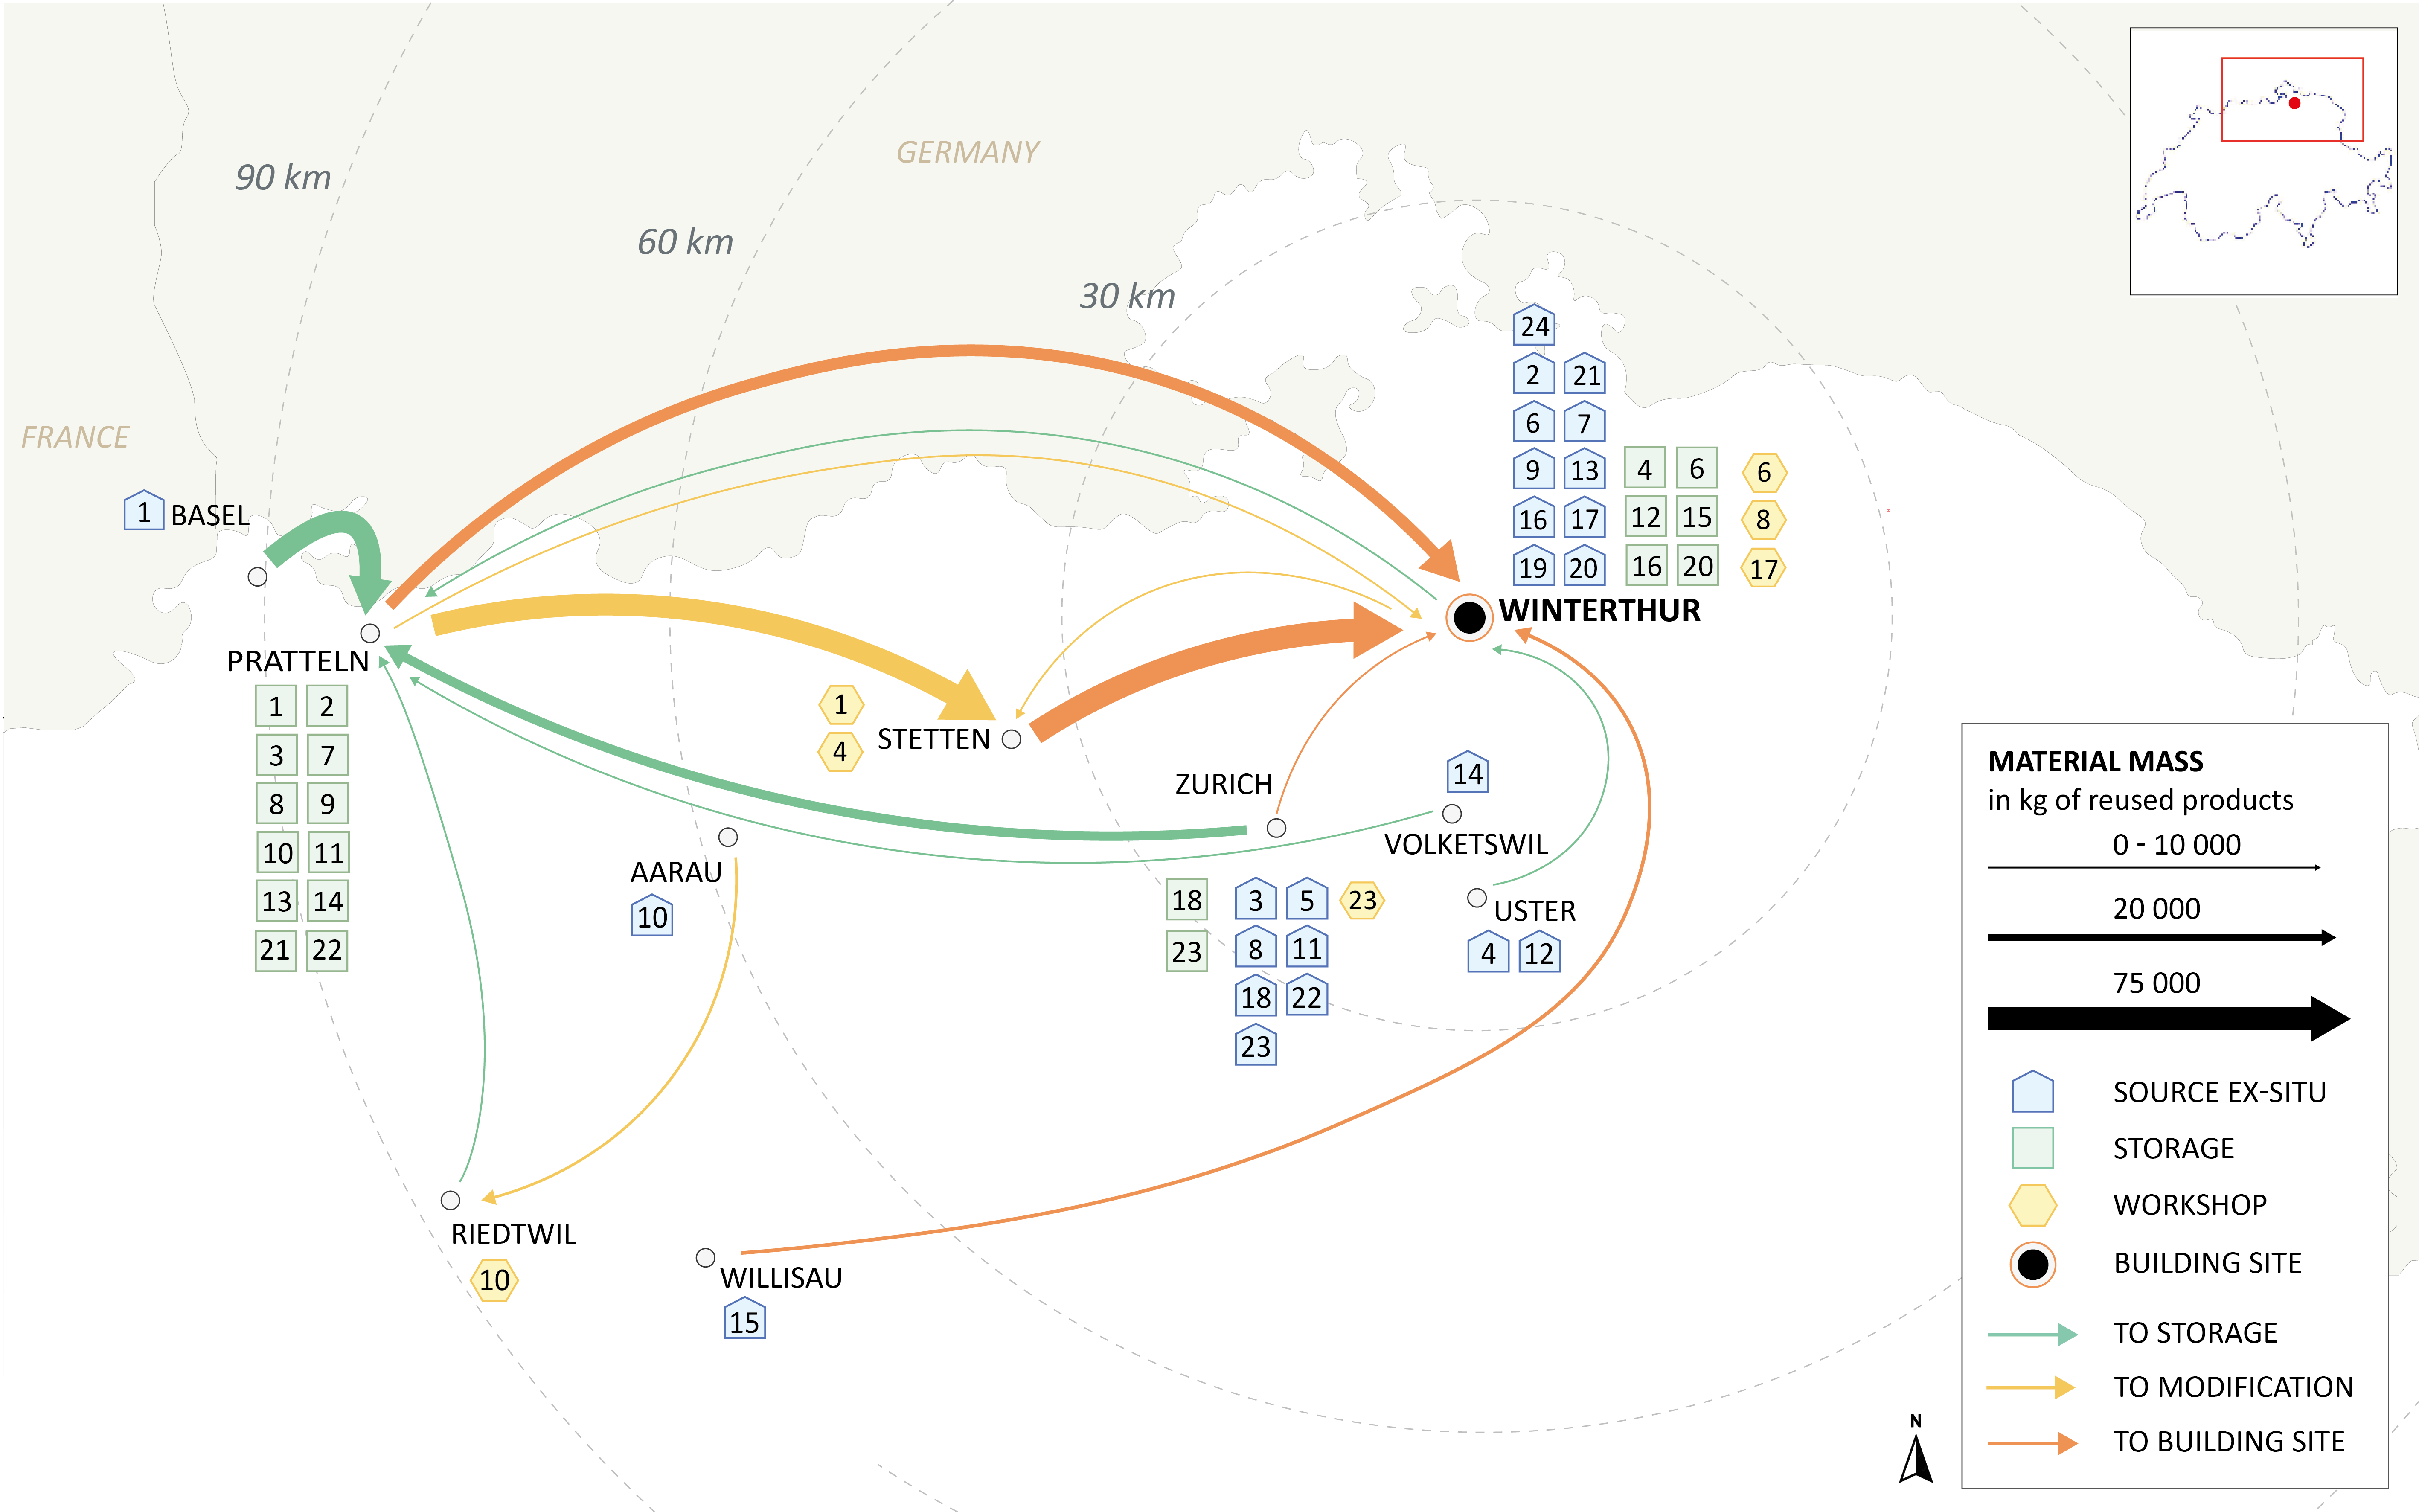 90 km
60 km
30 km
GERMANY
FRANCE
24
2 21
6 7
9 13
16 17
19 20
4 6
12 15
16 20
6
8
17
WINTERTHUR
1 BASEL
PRATTELN
1 2
3 7
8 9
10 11
13 14
21 22
1
4
STETTEN
ZURICH
14
VOLKETSWIL
AARAU
10
18
23
3 5
8 11
18 22
23
23
USTER
4 12
RIEDTWIL
10
WILLISAU
15
MATERIAL MASS
in kg of reused products
0 - 10 000
20 000
75 000
SOURCE EX-SITU
STORAGE
WORKSHOP
BUILDING SITE
TO STORAGE
TO MODIFICATION
TO BUILDING SITE
N